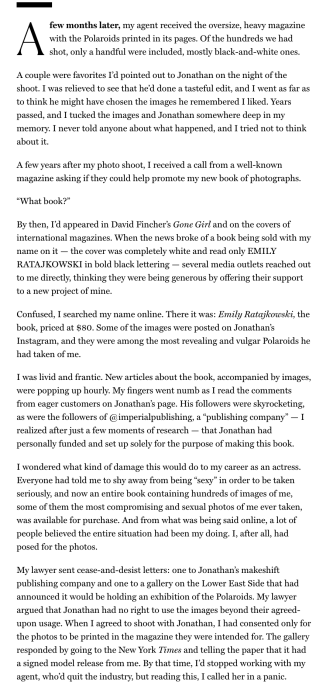 A few months later, my agent received the oversize, heavy magazine
with the Polaroids printed in its pages. Of the hundreds we had
shot, only a handful were included, mostly black-and-white ones.
A couple were favorites I'd pointed out to Jonathan on the night of the
shoot. I was relieved to see that he'd done a tasteful edit, and I went as far as
to think he might have chosen the images he remembered I liked. Years
passed, and I tucked the images and Jonathan somewhere deep in my
memory. I never told anyone about what happened, and I tried not to think
about it.
A few years after my photo shoot, I received a call from a well-known
magazine asking if they could help promote my new book of photographs.
“What book?”
By then, I'd appeared in David Fincher's Gone Girl and on the covers of
international magazines. When the news broke of a book being sold with my
name on it — the cover was completely white and read only EMILY
RATAJKOWSKI in bold black lettering — several media outlets reached out
to me directly, thinking they were being generous by offering their support
to a new project of mine.
Confused, I searched my name online. There it was: Emily Ratajkowski, the
book, priced at $80. Some of the images were posted on Jonathan's
Instagram, and they were among the most revealing and vulgar Polaroids he
had taken of me.
I was livid and frantic. New articles about the book, accompanied by images,
were popping up hourly. My fingers went numb as I read the comments
from eager customers on Jonathan's page. His followers were skyrocketing,
as were the followers of @imperialpublishing, a “publishing company” — I
realized after just a few moments of research — that Jonathan had
personally funded and set up solely for the purpose of making this book.
I wondered what kind of damage this would do to my career as an actress.
Everyone had told me to shy away from being “sexy” in order to be taken
seriously, and now an entire book containing hundreds of images of me,
some of them the most compromising and sexual photos of me ever taken,
was available for purchase. And from what was being said online, a lot of
people believed the entire situation had been my doing. I, after all, had
posed for the photos.
My lawyer sent cease-and-desist letters: one to Jonathan's makeshift
publishing company and one to a gallery on the Lower East Side that had
announced it would be holding an exhibition of the Polaroids. My lawyer
argued that Jonathan had no right to use the images beyond their agreed-
upon usage. When I agreed to shoot with Jonathan, I had consented only for
the photos to be printed in the magazine they were intended for. The gallery
responded by going to the New York Times and telling the paper that it had
a signed model release from me. By that time, I'd stopped working with my
agent, who'd quit the industry, but reading this, I called her in a panic.